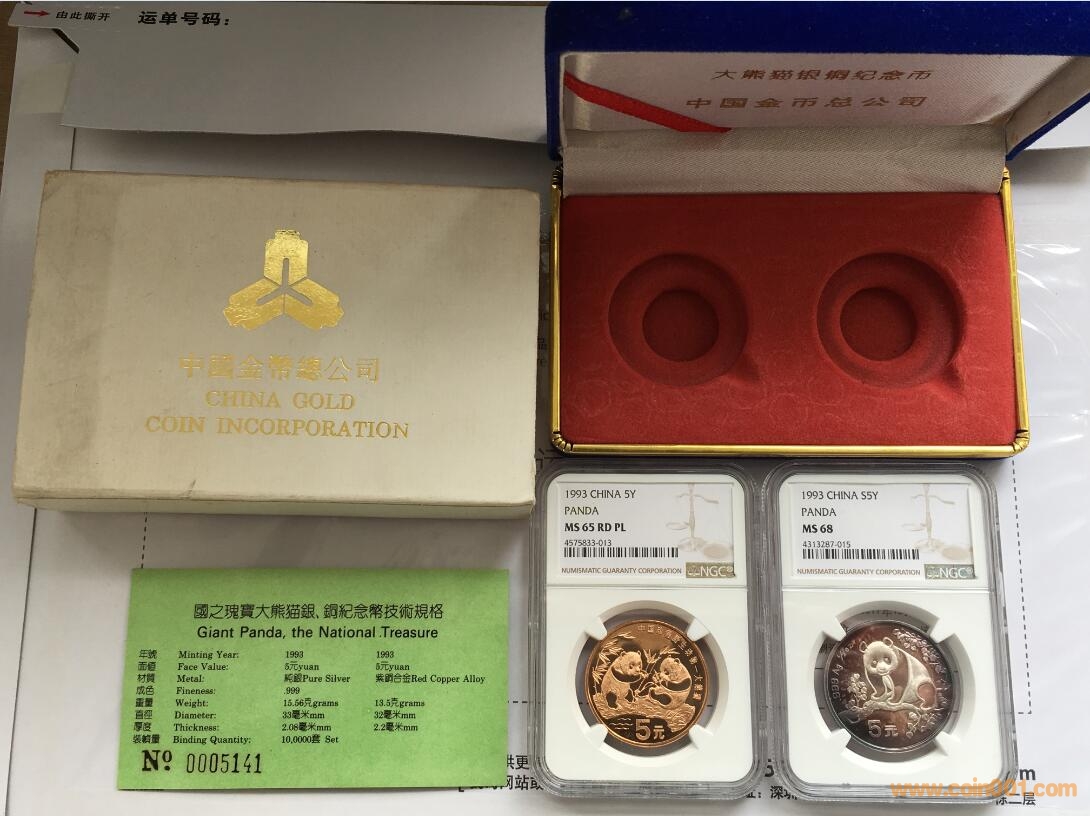 由此撕开
运单号码：
大熊猫银铜纪念币
中国金币总公司
中國金幣總公司
CHINA GOLD
COIN INCORPORATION
1993 CHINA 5Y
PANDA
MS 65 RD PL
4575833-013
NUMISMATIC GUARANTY CORPORATION
NGC
1993 CHINA S5Y
PANDA
MS 68
4313287-015
NUMISMATIC GUARANTY CORPORATION
NGC
國之瑰寶大熊猫銀、銅紀念幣技術規格
Giant Panda, the National Treasure
年號 Minting Year: 1993 1993
面值 Face Value: 5元yuan 5元yuan
材質 Metal: 純銀Pure Silver 紫銅合金Red Copper Alloy
成色 Fineness: .999
重量 Weight: 15.56克grams 13.5克grams
直徑 Diameter: 33毫米mm 32毫米mm
厚度 Thickness: 2.08毫米mm 2.2毫米mm
裝幀量 Binding Quantity: 10,0000套 Set
Nº 0005141
5元
5元
www.coin001.com